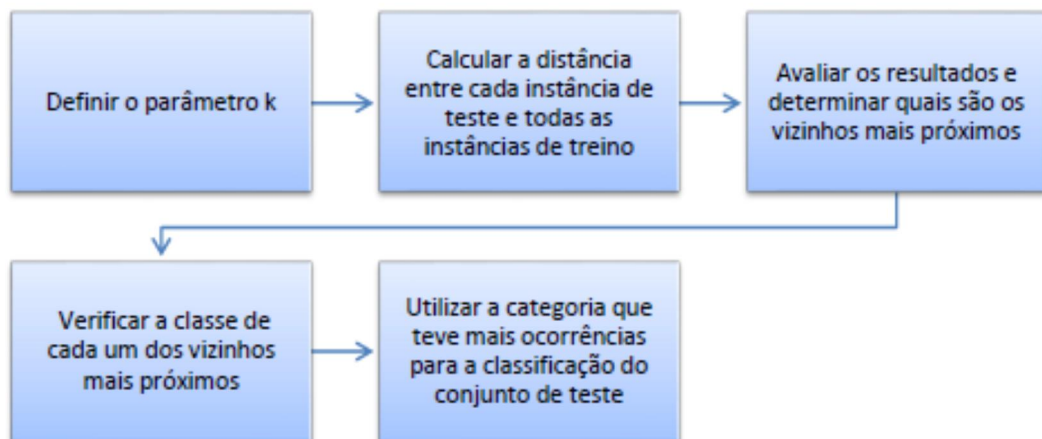 Definir o parâmetro k
Calcular a distância
entre cada instância de
teste e todas as
instâncias de treino
Avaliar os resultados e
determinar quais são os
vizinhos mais próximos
Verificar a classe de
cada um dos vizinhos
mais próximos
Utilizar a categoria que
teve mais ocorrências
para a classificação do
conjunto de teste